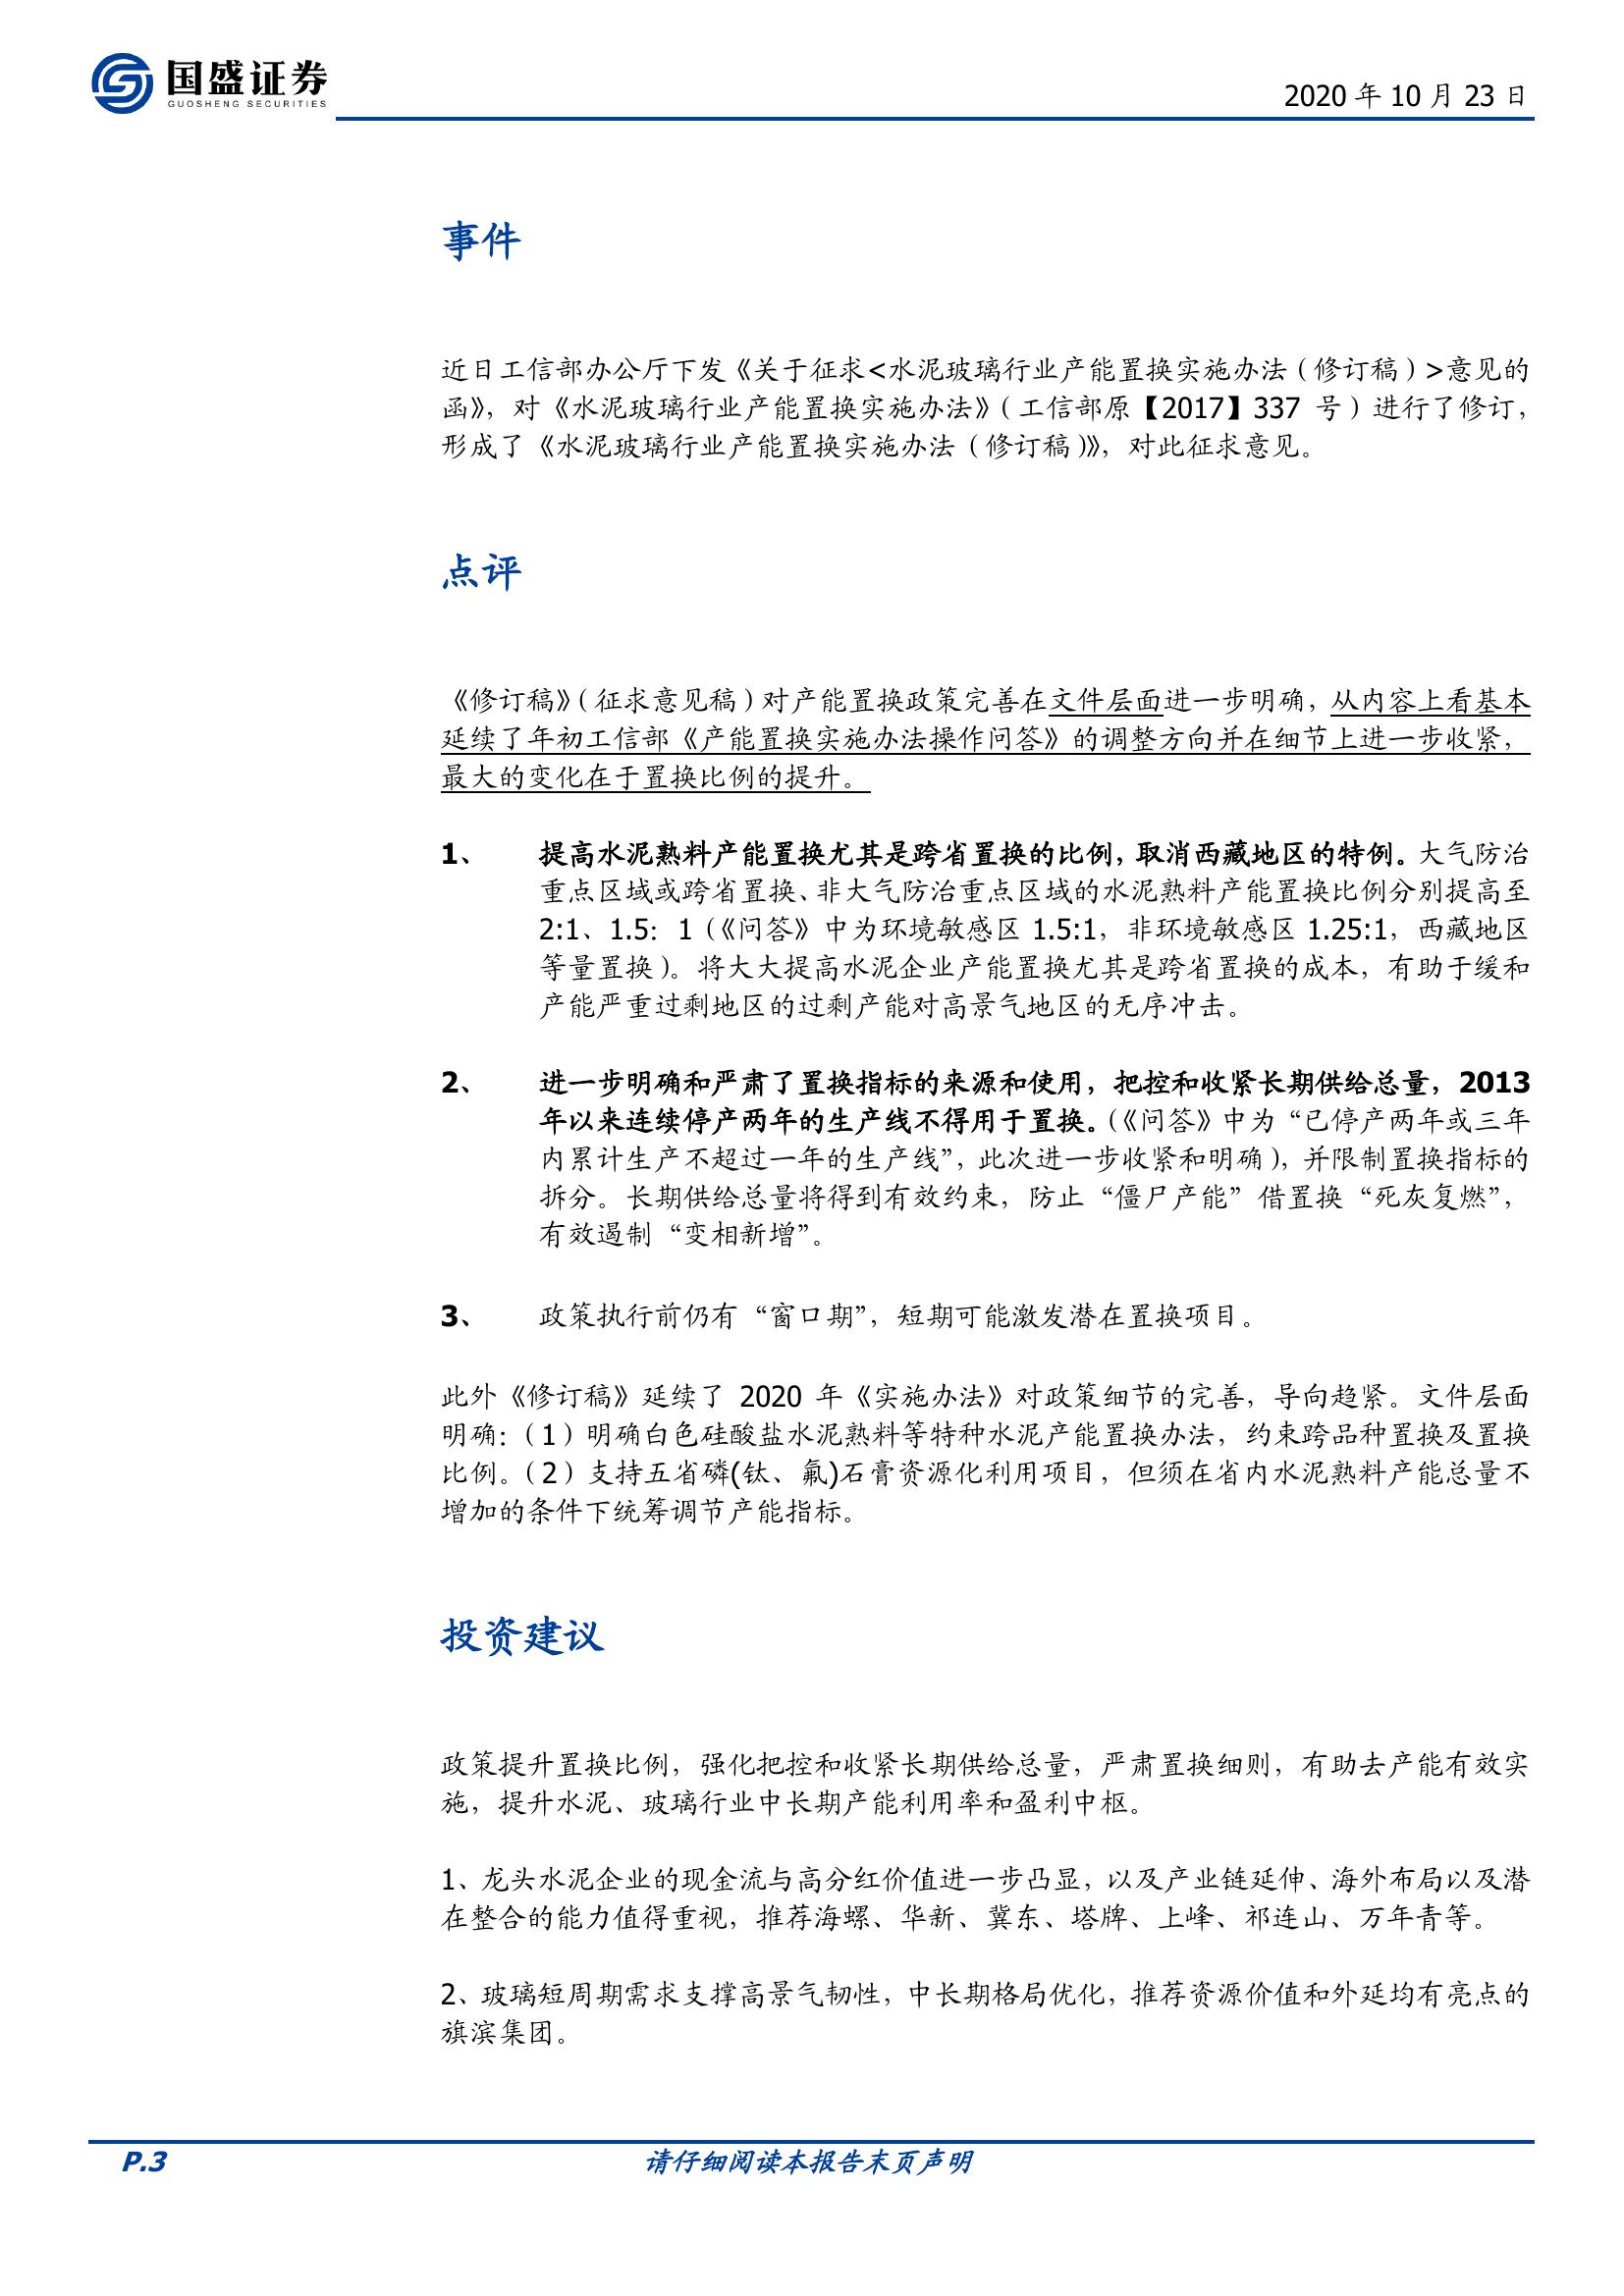 国盛证券
GUOSHENG SECURITIES
2020 年 10 月 23 日
事件
近日工信部办公厅下发《关于征求<水泥玻璃行业产能置换实施办法（修订稿）>意见的
函》，对《水泥玻璃行业产能置换实施办法》（工信部原【2017】337 号）进行了修订，
形成了《水泥玻璃行业产能置换实施办法（修订稿）》，对此征求意见。
点评
《修订稿》（征求意见稿）对产能置换政策完善在文件层面进一步明确，从内容上看基本
延续了年初工信部《产能置换实施办法操作问答》的调整方向并在细节上进一步收紧，
最大的变化在于置换比例的提升。
1、 提高水泥熟料产能置换尤其是跨省置换的比例，取消西藏地区的特例。大气防治
重点区域或跨省置换、非大气防治重点区域的水泥熟料产能置换比例分别提高至
2:1、1.5：1（《问答》中为环境敏感区 1.5:1，非环境敏感区 1.25:1，西藏地区
等量置换）。将大大提高水泥企业产能置换尤其是跨省置换的成本，有助于缓和
产能严重过剩地区的过剩产能对高景气地区的无序冲击。
2、 进一步明确和严肃了置换指标的来源和使用，把控和收紧长期供给总量，2013
年以来连续停产两年的生产线不得用于置换。（《问答》中为“已停产两年或三年
内累计生产不超过一年的生产线”，此次进一步收紧和明确），并限制置换指标的
拆分。长期供给总量将得到有效约束，防止“僵尸产能”借置换“死灰复燃”，
有效遏制“变相新增”。
3、 政策执行前仍有“窗口期”，短期可能激发潜在置换项目。
此外《修订稿》延续了 2020 年《实施办法》对政策细节的完善，导向趋紧。文件层面
明确：（1）明确白色硅酸盐水泥熟料等特种水泥产能置换办法，约束跨品种置换及置换
比例。（2）支持五省磷(钛、氟)石膏资源化利用项目，但须在省内水泥熟料产能总量不
增加的条件下统筹调节产能指标。
投资建议
政策提升置换比例，强化把控和收紧长期供给总量，严肃置换细则，有助去产能有效实
施，提升水泥、玻璃行业中长期产能利用率和盈利中枢。
1、龙头水泥企业的现金流与高分红价值进一步凸显，以及产业链延伸、海外布局以及潜
在整合的能力值得重视，推荐海螺、华新、冀东、塔牌、上峰、祁连山、万年青等。
2、玻璃短周期需求支撑高景气韧性，中长期格局优化，推荐资源价值和外延均有亮点的
旗滨集团。
P.3 请仔细阅读本报告末页声明